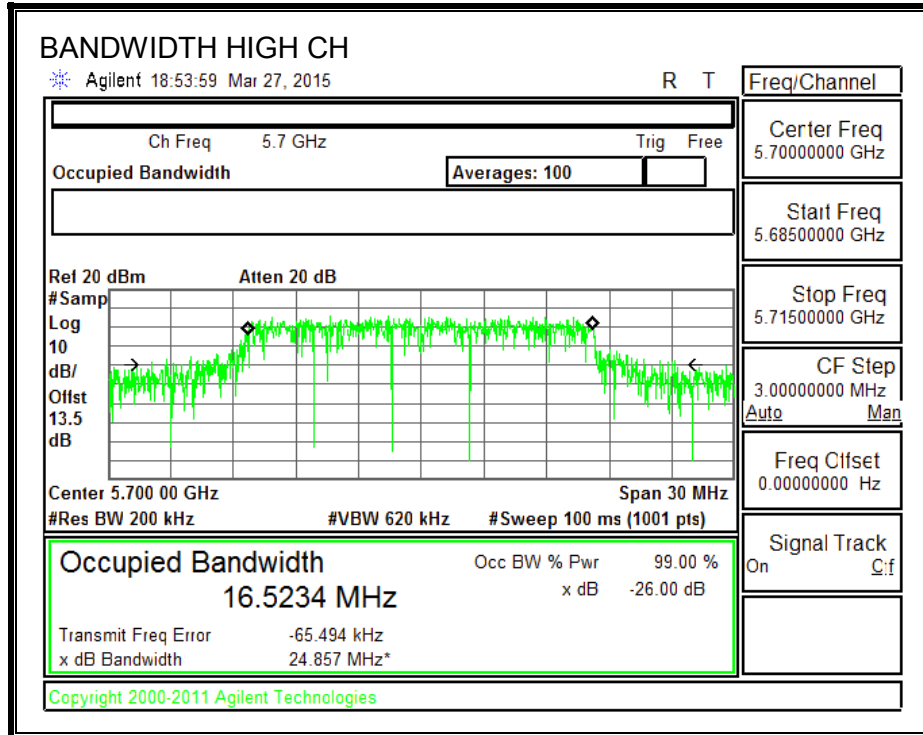 BANDWIDTH HIGH CH
Agilent 18:53:59 Mar 27, 2015 R T
Freq/Channel
Ch Freq 5.7 GHz Trig Free
Occupied Bandwidth Averages: 100
Center Freq
5.70000000 GHz
Start Freq
5.68500000 GHz
Stop Freq
5.71500000 GHz
CF Step
3.00000000 MHz
Auto Man
Freq Offset
0.00000000 Hz
Signal Track
On Off
Ref 20 dBm Atten 20 dB
#Samp
Log
10
dB/
Offst
13.5
dB
Center 5.700 00 GHz Span 30 MHz
#Res BW 200 kHz #VBW 620 kHz #Sweep 100 ms (1001 pts)
Occupied Bandwidth Occ BW % Pwr 99.00 %
16.5234 MHz x dB -26.00 dB
Transmit Freq Error -65.494 kHz
x dB Bandwidth 24.857 MHz*
Copyright 2000-2011 Agilent Technologies